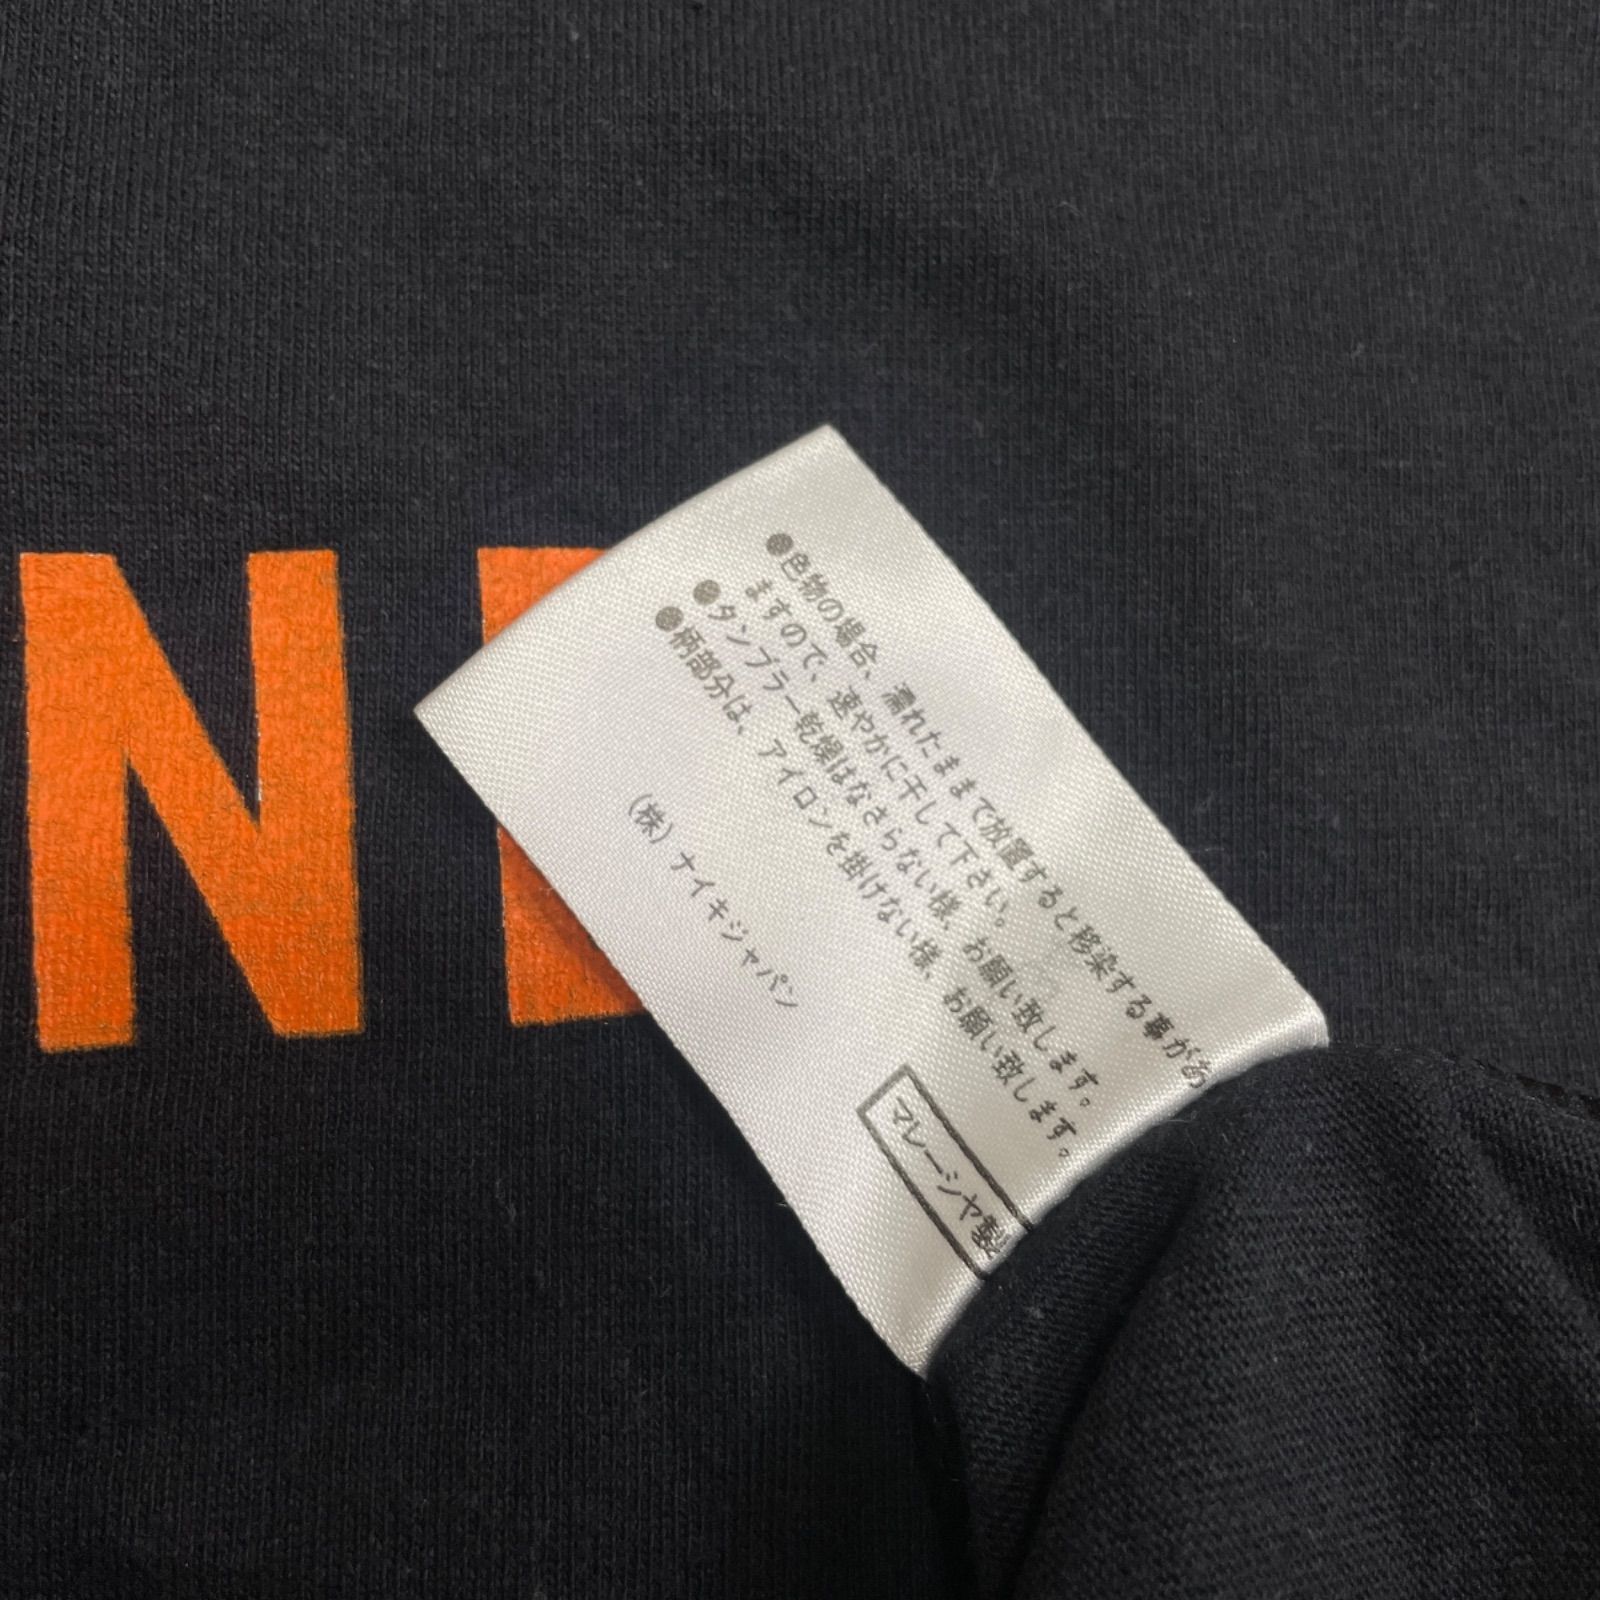 ●色物の場合、濡れたままで放置すると移染する事があ
ますので、速やかに干して下さい。
●タンブラー乾燥はなさらない様、お願い致します。
●柄部分は、アイロンを掛けない様、お願い致します。
(株)ナイキジャパン
マレーシヤ製
N